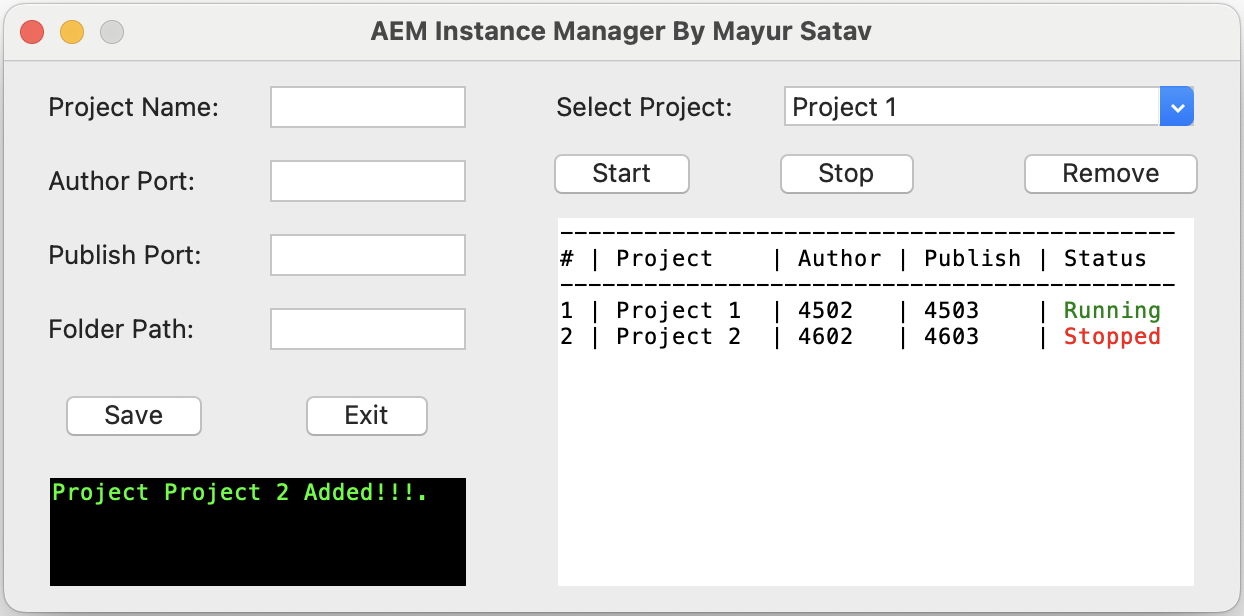 AEM Instance Manager By Mayur Satav
Project Name:
Author Port:
Publish Port:
Folder Path:
Save
Exit
Project Project 2 Added!!!.
Select Project:
Project 1
Start
Stop
Remove
--------------------------------------------
# | Project    | Author | Publish | Status
--------------------------------------------
1 | Project 1  | 4502   | 4503    | Running
2 | Project 2  | 4602   | 4603    | Stopped